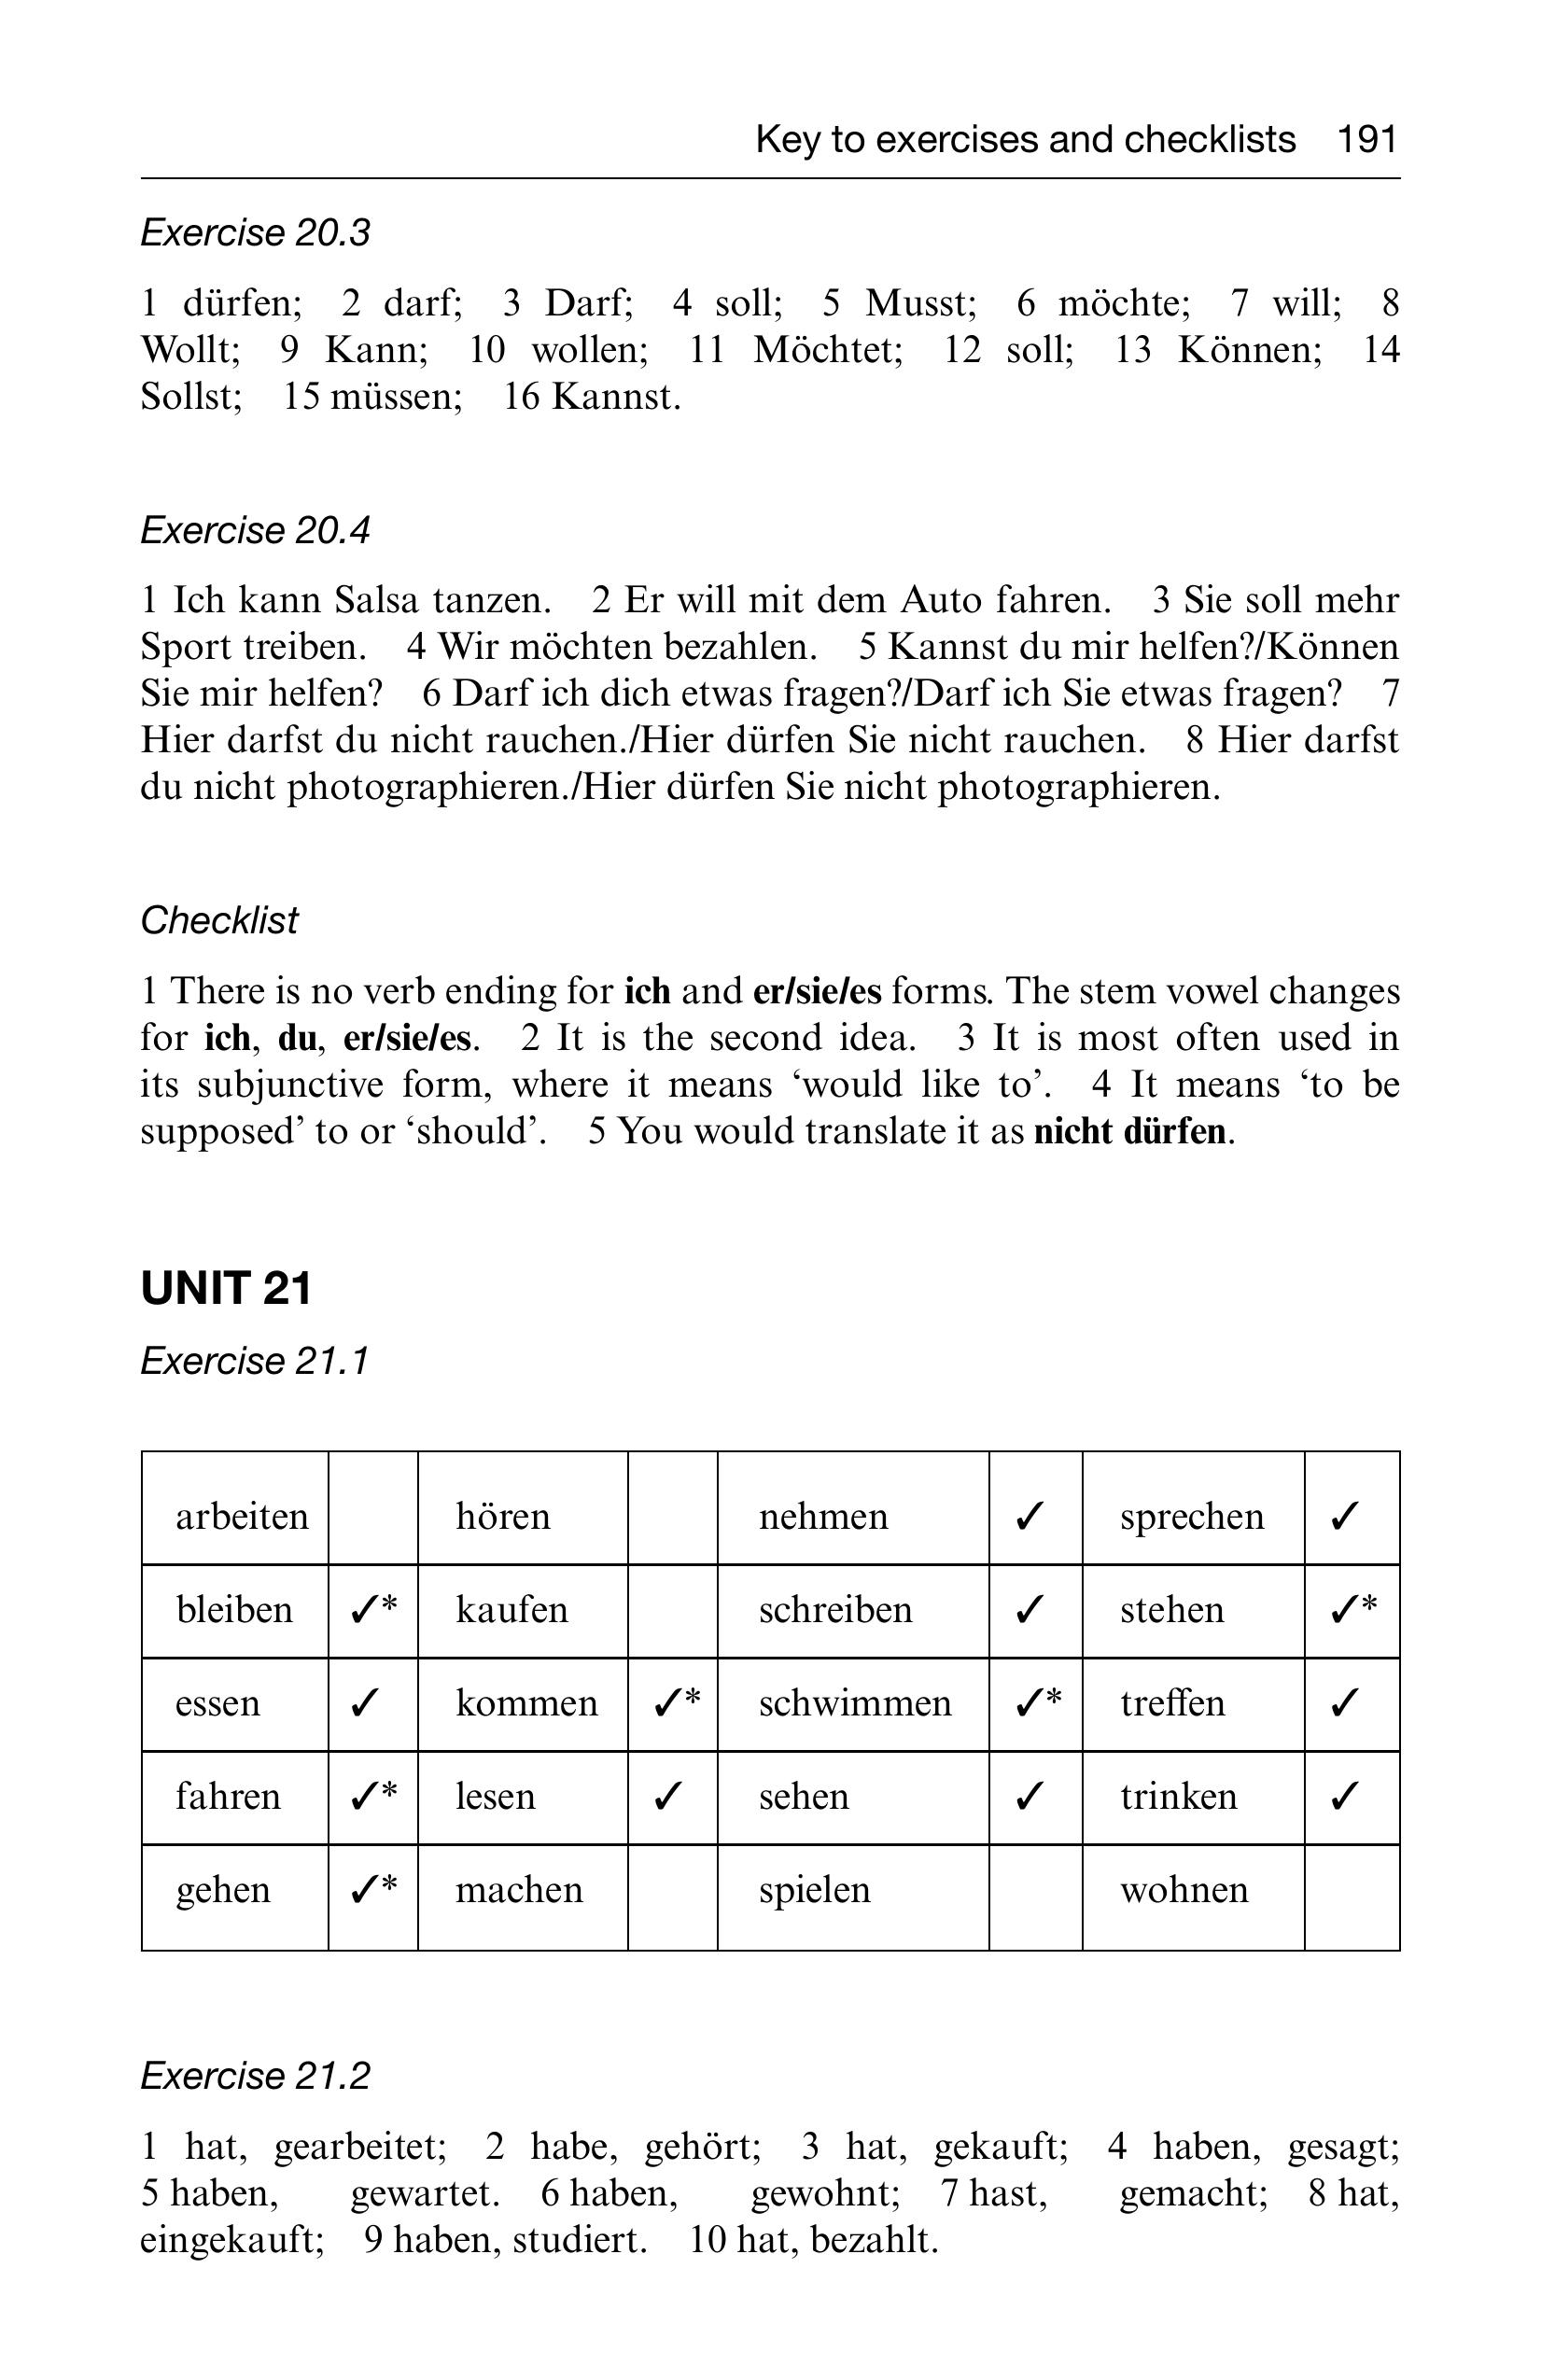 Key to exercises and checklists 191
Exercise 20.3
1 dürfen; 2 darf; 3 Darf; 4 soll; 5 Musst; 6 möchte; 7 will; 8
Wollt; 9 Kann; 10 wollen; 11 Möchtet; 12 soll; 13 Können; 14
Sollst; 15 müssen; 16 Kannst.
Exercise 20.4
1 Ich kann Salsa tanzen. 2 Er will mit dem Auto fahren. 3 Sie soll mehr
Sport treiben. 4 Wir möchten bezahlen. 5 Kannst du mir helfen?/Können
Sie mir helfen? 6 Darf ich dich etwas fragen?/Darf ich Sie etwas fragen? 7
Hier darfst du nicht rauchen./Hier dürfen Sie nicht rauchen. 8 Hier darfst
du nicht photographieren./Hier dürfen Sie nicht photographieren.
Checklist
1 There is no verb ending for ich and er/sie/es forms. The stem vowel changes
for ich, du, er/sie/es. 2 It is the second idea. 3 It is most often used in
its subjunctive form, where it means ‘would like to’. 4 It means ‘to be
supposed’ to or ‘should’. 5 You would translate it as nicht dürfen.
UNIT 21
Exercise 21.1
arbeiten hören nehmen ✓ sprechen ✓
bleiben ✓* kaufen schreiben ✓ stehen ✓*
essen ✓ kommen ✓* schwimmen ✓* treffen ✓
fahren ✓* lesen ✓ sehen ✓ trinken ✓
gehen ✓* machen spielen wohnen
Exercise 21.2
1 hat, gearbeitet; 2 habe, gehört; 3 hat, gekauft; 4 haben, gesagt;
5 haben, gewartet. 6 haben, gewohnt; 7 hast, gemacht; 8 hat,
eingekauft; 9 haben, studiert. 10 hat, bezahlt.